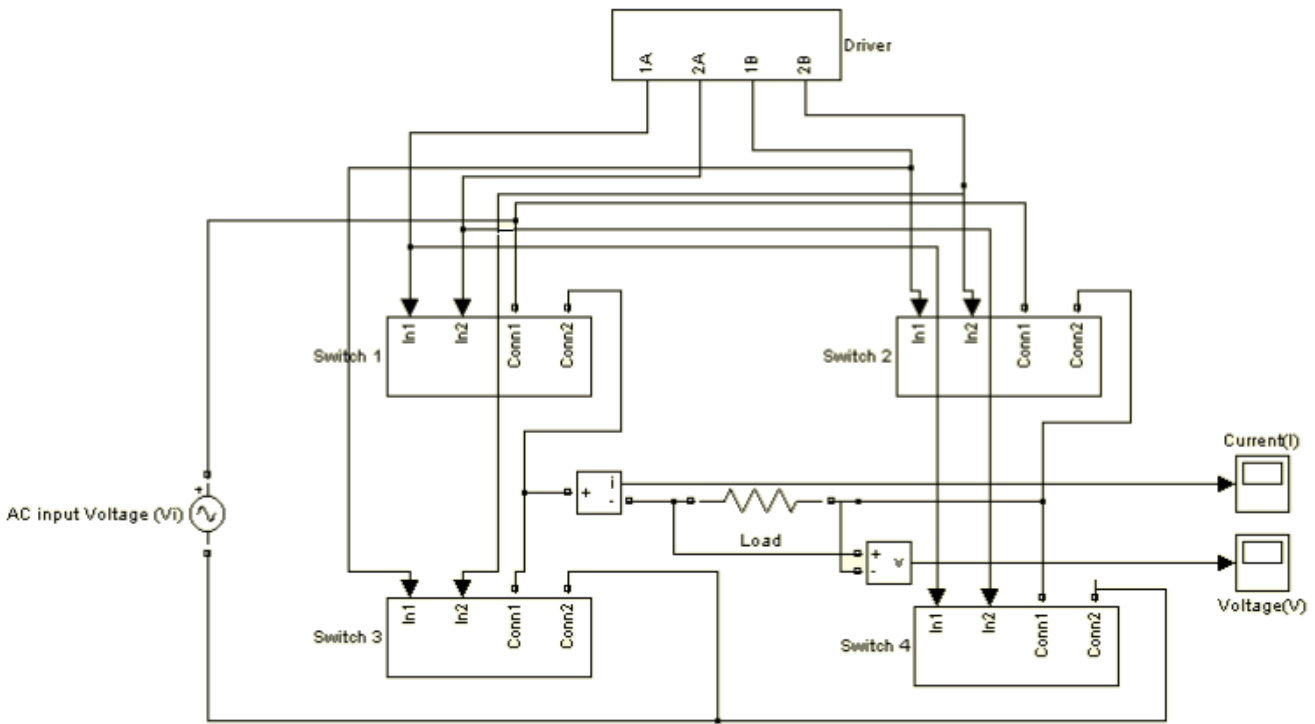 Driver
1A
2A
1B
2B
In1
In2
Conn1
Conn2
Switch 1
In1
In2
Conn1
Conn2
Switch 2
Current(I)
AC input Voltage (Vi)
+
+
i
-
Load
+
-
v
Voltage(V)
In1
In2
Conn1
Conn2
Switch 3
In1
In2
Conn1
Conn2
Switch 4